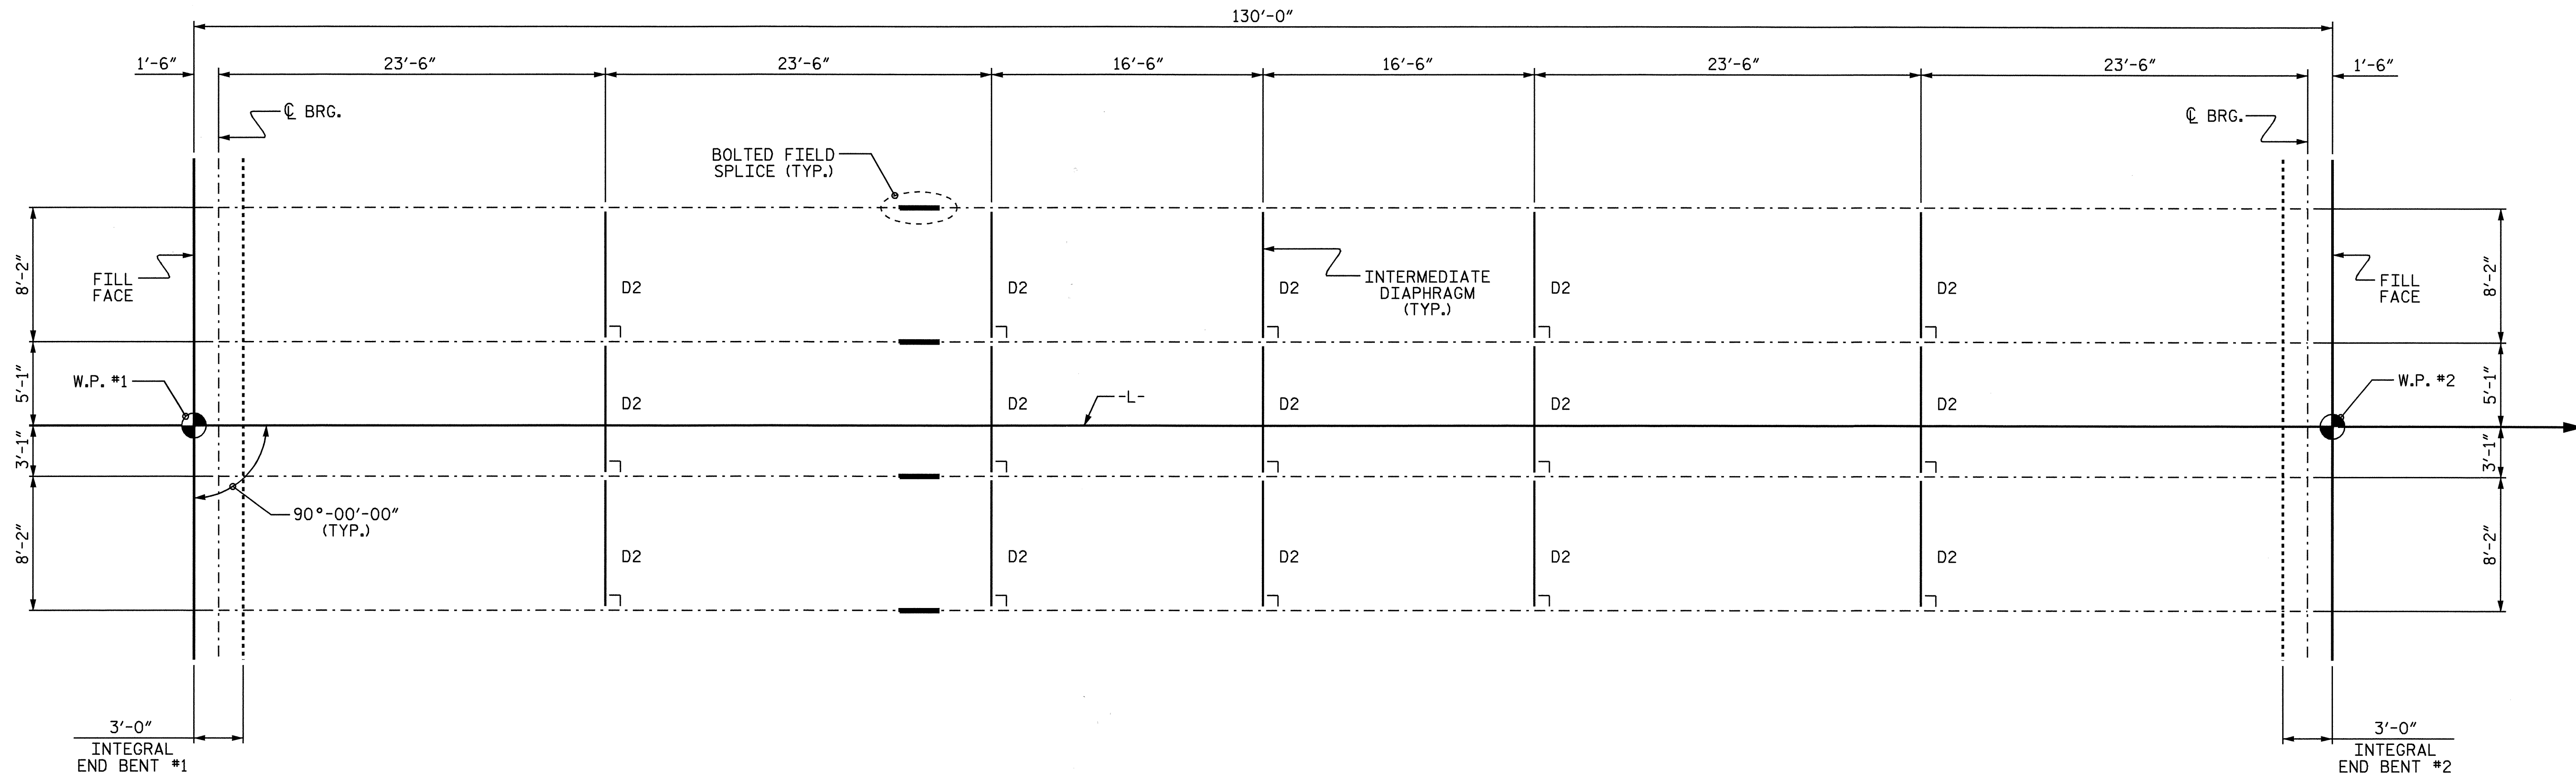 130'-0"
1'-6"
23'-6"
23'-6"
16'-6"
16'-6"
23'-6"
23'-6"
1'-6"
℄ BRG.
℄ BRG.
BOLTED FIELD
SPLICE (TYP.)
8'-2"
FILL
FACE
D2
D2
D2
INTERMEDIATE
DIAPHRAGM
(TYP.)
D2
D2
FILL
FACE
8'-2"
W.P. #1
5'-1"
D2
D2
D2
D2
D2
-L-
W.P. #2
5'-1"
3'-1"
3'-1"
90°-00'-00"
(TYP.)
8'-2"
D2
D2
D2
D2
D2
8'-2"
3'-0"
INTEGRAL
END BENT #1
3'-0"
INTEGRAL
END BENT #2